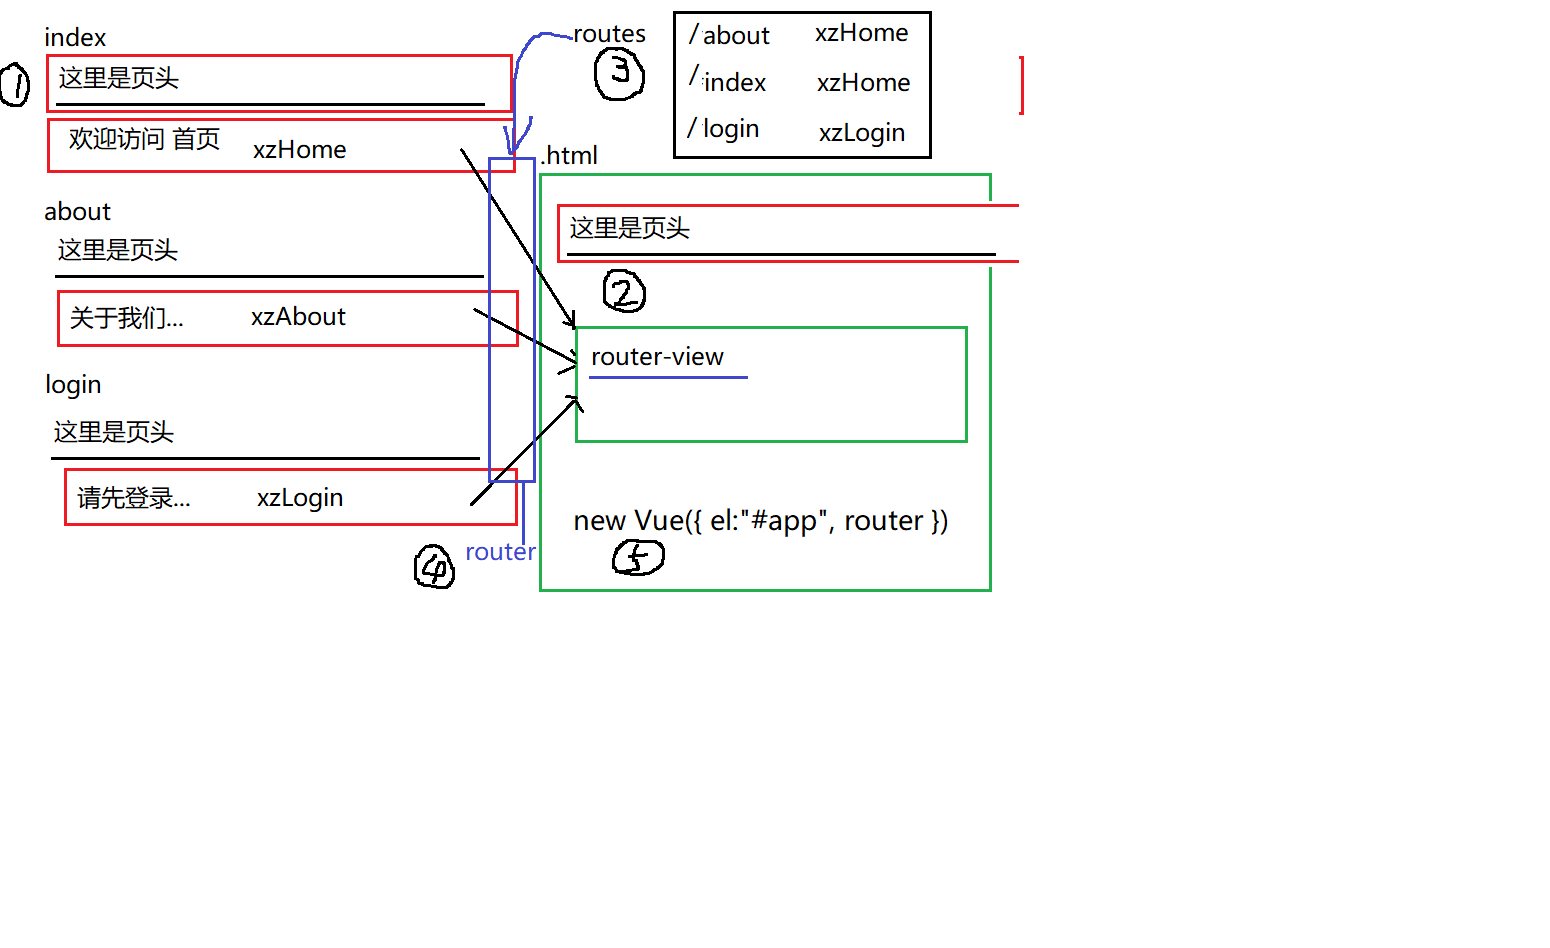 index
①
这里是页头
欢迎访问 首页 xzHome
about
这里是页头
关于我们... xzAbout
login
这里是页头
请先登录... xzLogin
④
router
routes
③
/about xzHome
/index xzHome
/login xzLogin
.html
这里是页头
②
router-view
new Vue({ el:"#app", router })
⑤